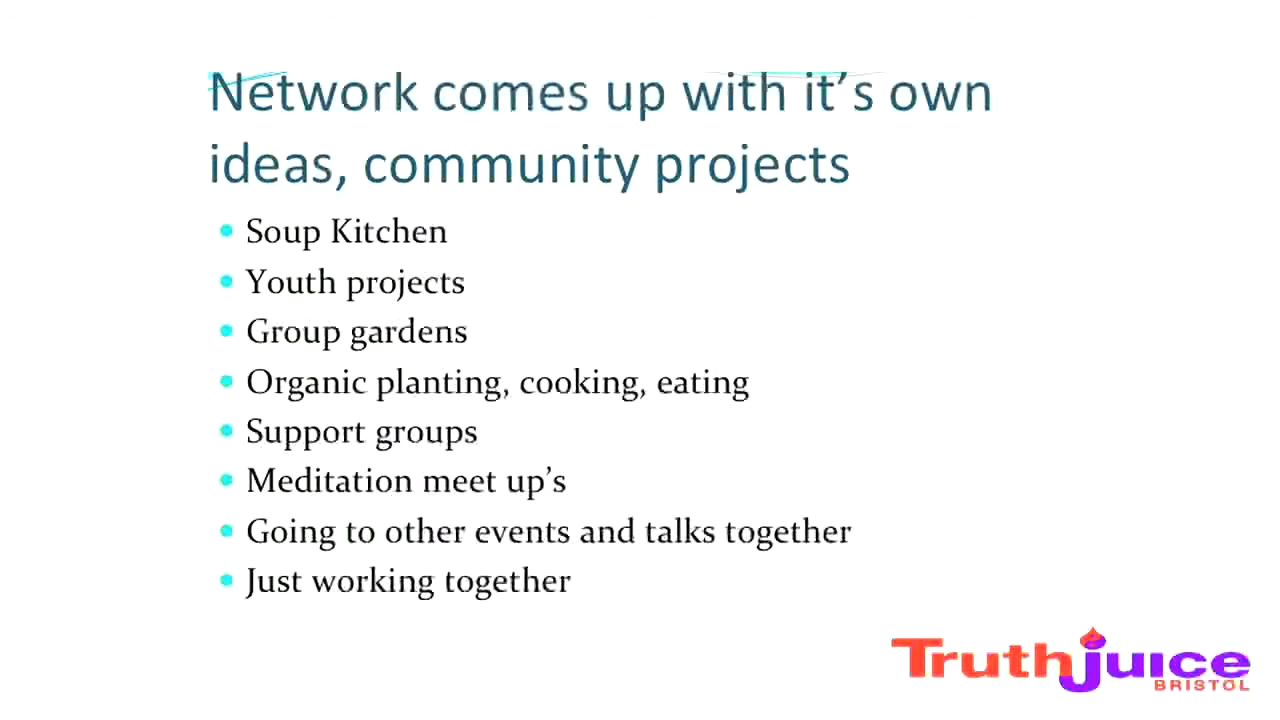 Network comes up with it’s own
ideas, community projects
Soup Kitchen
Youth projects
Group gardens
Organic planting, cooking, eating
Support groups
Meditation meet up’s
Going to other events and talks together
Just working together
Truthjuice
BRISTOL